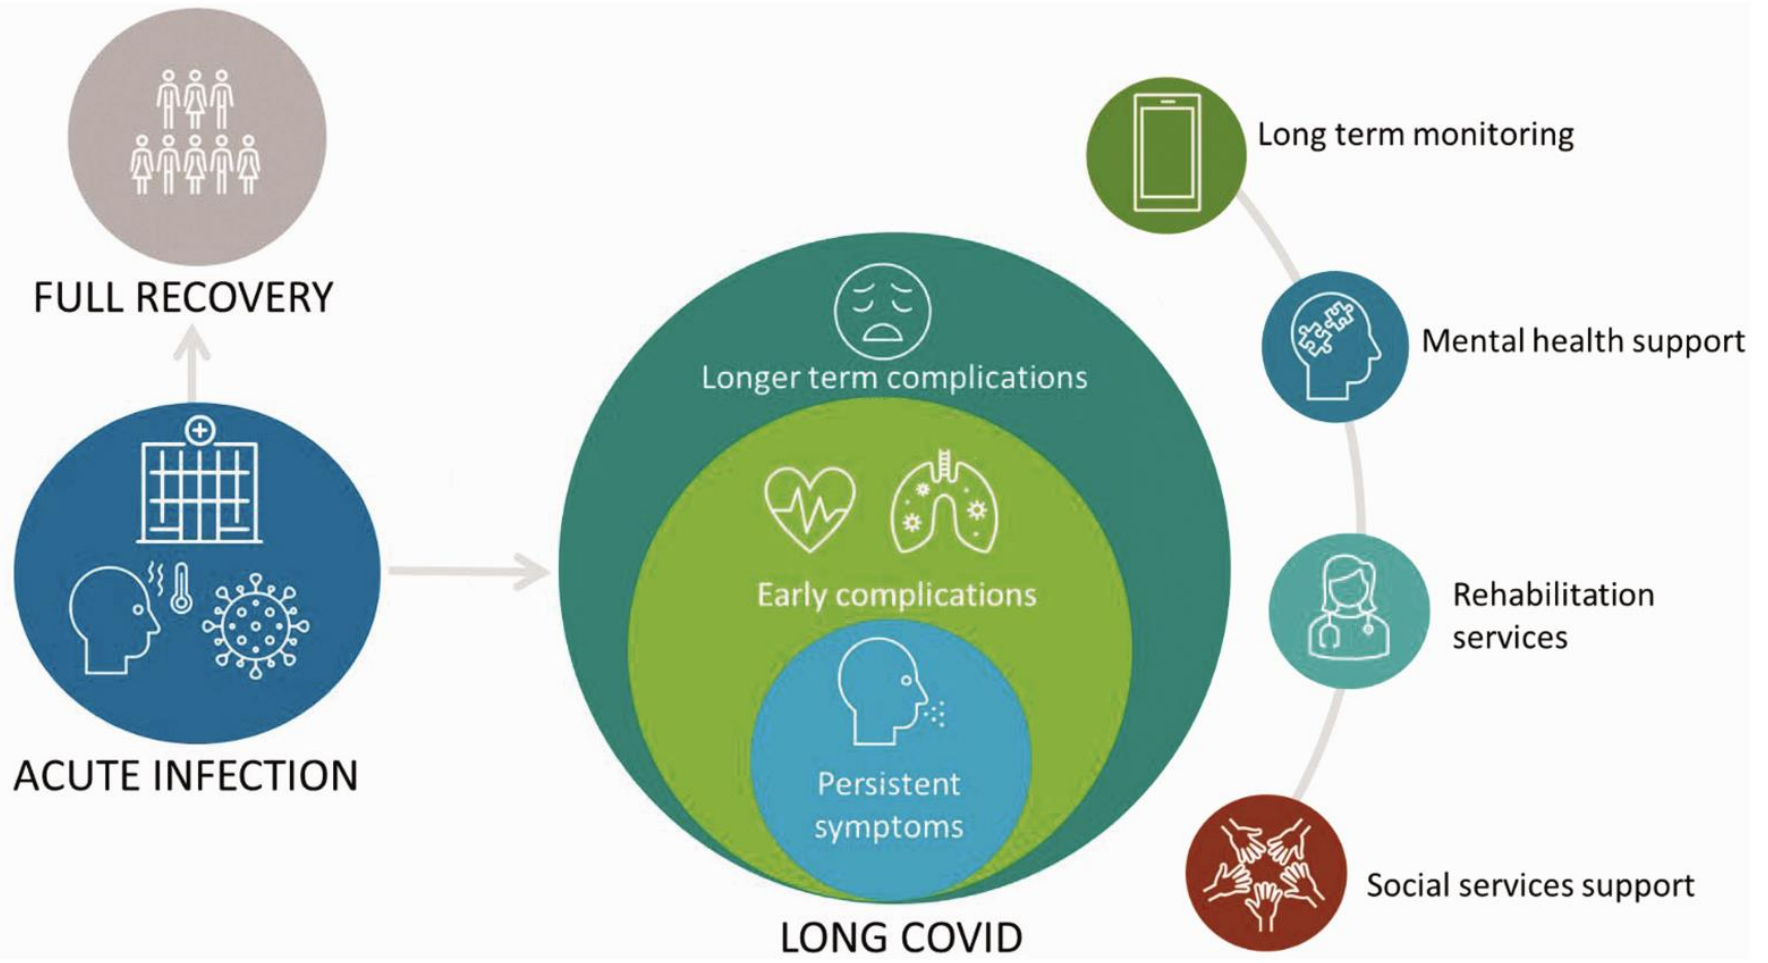 FULL RECOVERY
ACUTE INFECTION
Longer term complications
Early complications
Persistent
symptoms
LONG COVID
Long term monitoring
Mental health support
Rehabilitation
services
Social services support